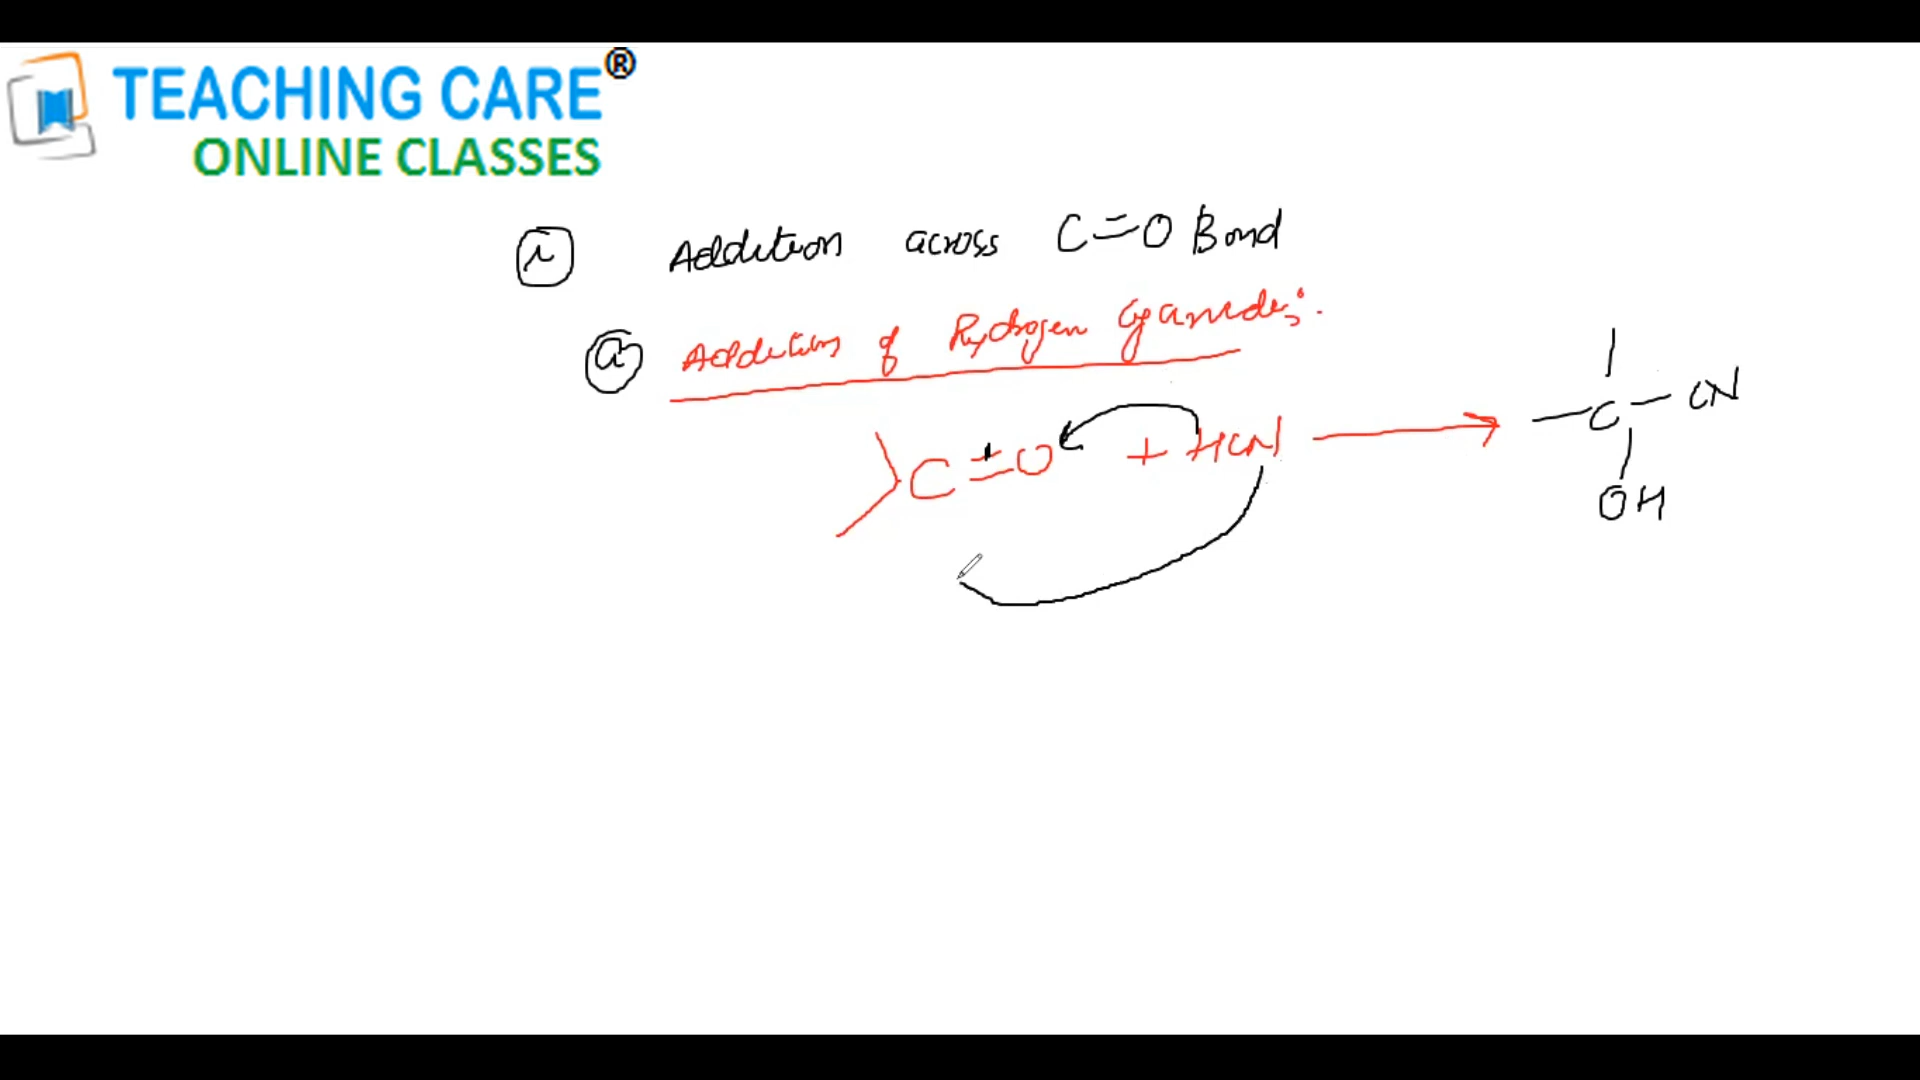 TEACHING CARE®
ONLINE CLASSES
i Addition across C=O Bond
a Addition of Hydrogen Cyanide:
C=O + HCN → C - CN
OH